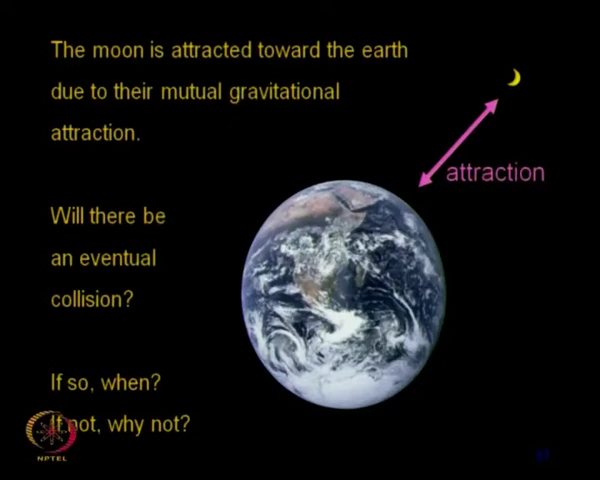 The moon is attracted toward the earth
due to their mutual gravitational
attraction.
attraction
Will there be
an eventual
collision?
If so, when?
If not, why not?
NPTEL